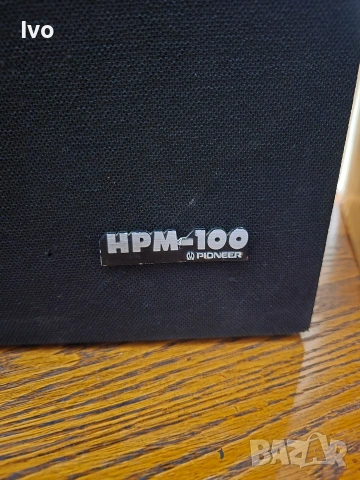 Ivo
HPM-100
PIONEER
BAZAR